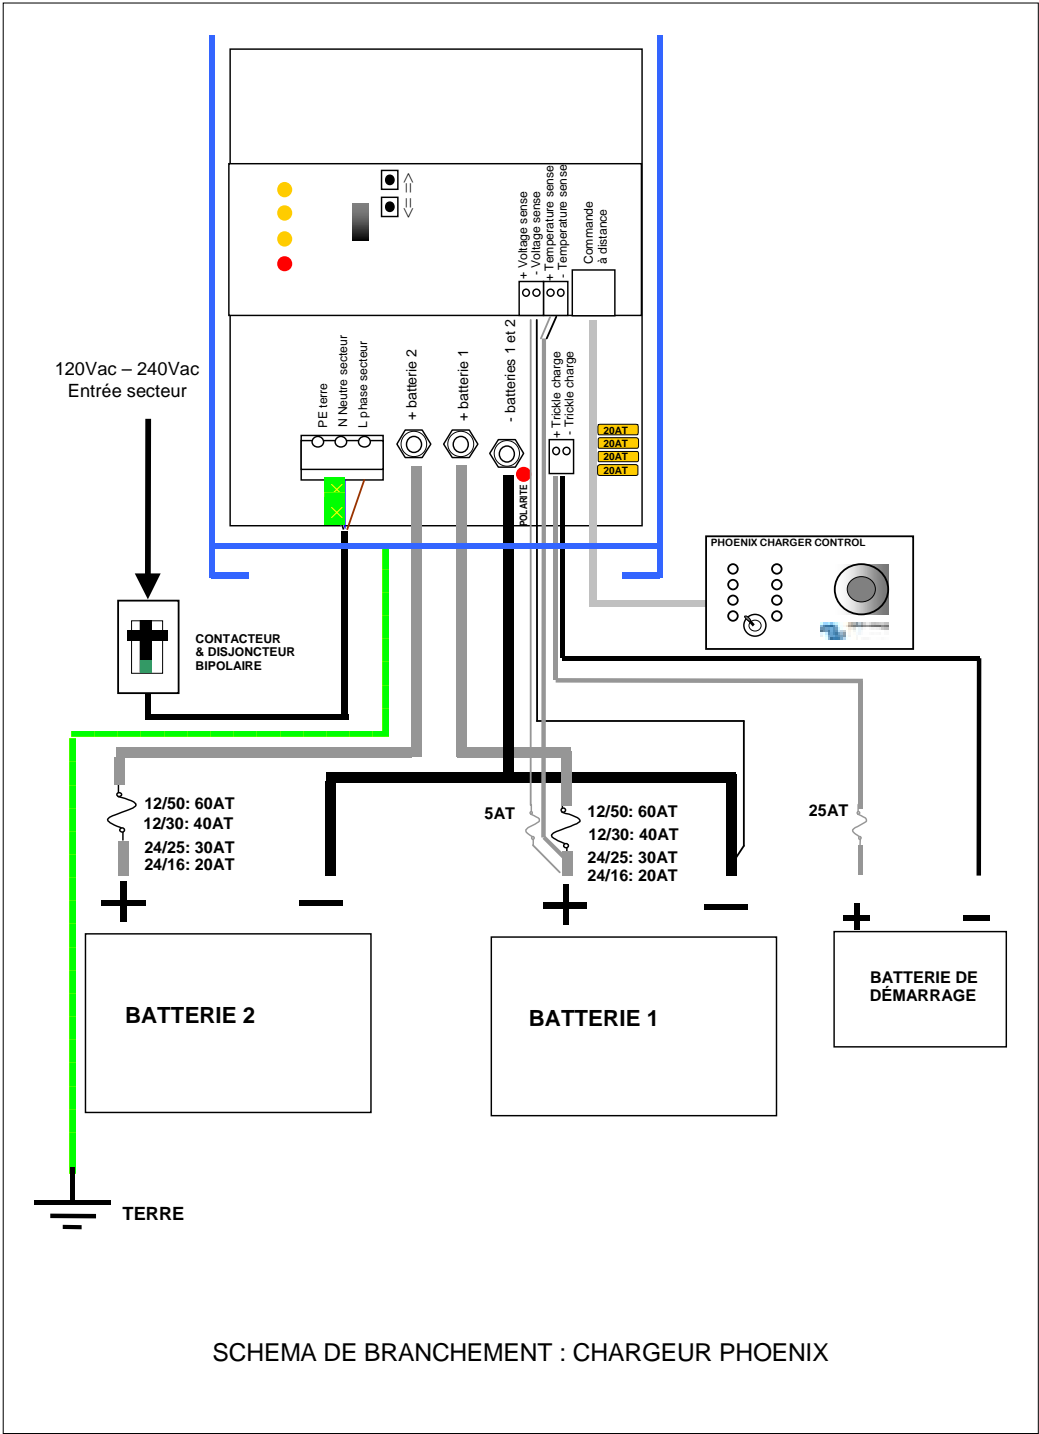 + Voltage sense
- Voltage sense
+ Temperature sense
- Temperature sense
Commande
à distance
<= =>
120Vac – 240Vac
Entrée secteur
PE terre
N Neutre secteur
L phase secteur
+ batterie 2
+ batterie 1
- batteries 1 et 2
+ Trickle charge
- Trickle charge
20AT
20AT
20AT
20AT
POLARITE
PHOENIX CHARGER CONTROL
CONTACTEUR
& DISJONCTEUR
BIPOLAIRE
12/50: 60AT
12/30: 40AT
24/25: 30AT
24/16: 20AT
5AT
12/50: 60AT
12/30: 40AT
24/25: 30AT
24/16: 20AT
25AT
+
−
+
−
+
−
BATTERIE 2
BATTERIE 1
BATTERIE DE
DÉMARRAGE
TERRE
SCHEMA DE BRANCHEMENT : CHARGEUR PHOENIX